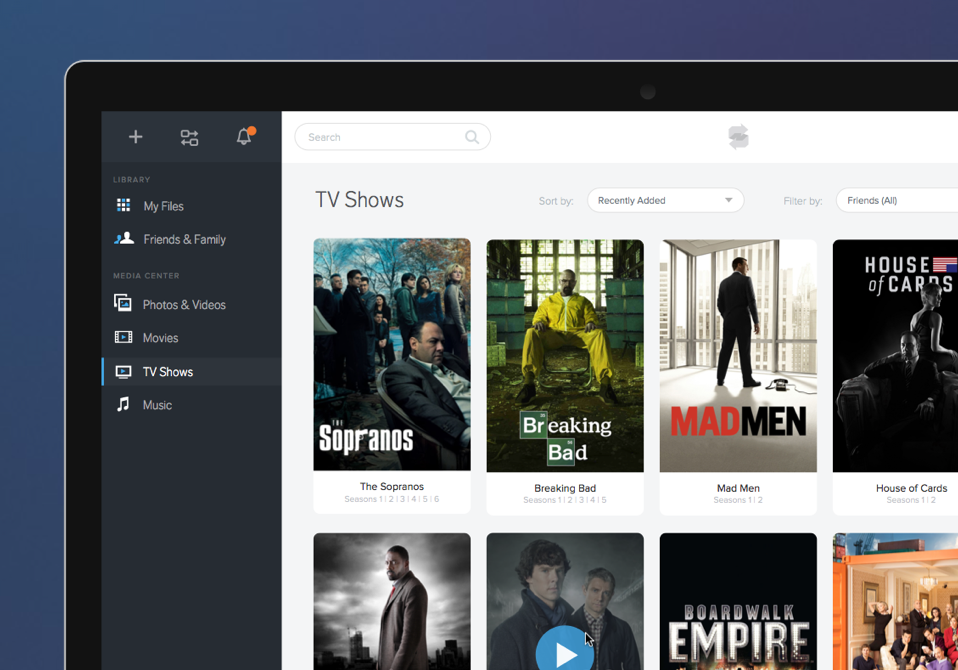 Search
LIBRARY
My Files
Friends & Family
MEDIA CENTER
Photos & Videos
Movies
TV Shows
Music
TV Shows
Sort by:
Recently Added
Filter by:
Friends (All)
THE
Sopranos
35
Breaking
56
Bad
MADMEN
HOUSE
of CARDS
The Sopranos
Seasons 1 | 2 | 3 | 4 | 5 | 6
Breaking Bad
Seasons 1 | 2 | 3 | 4 | 5
Mad Men
Seasons 1 | 2
House of Cards
Seasons 1 | 2
BOARDWALK
EMPIRE